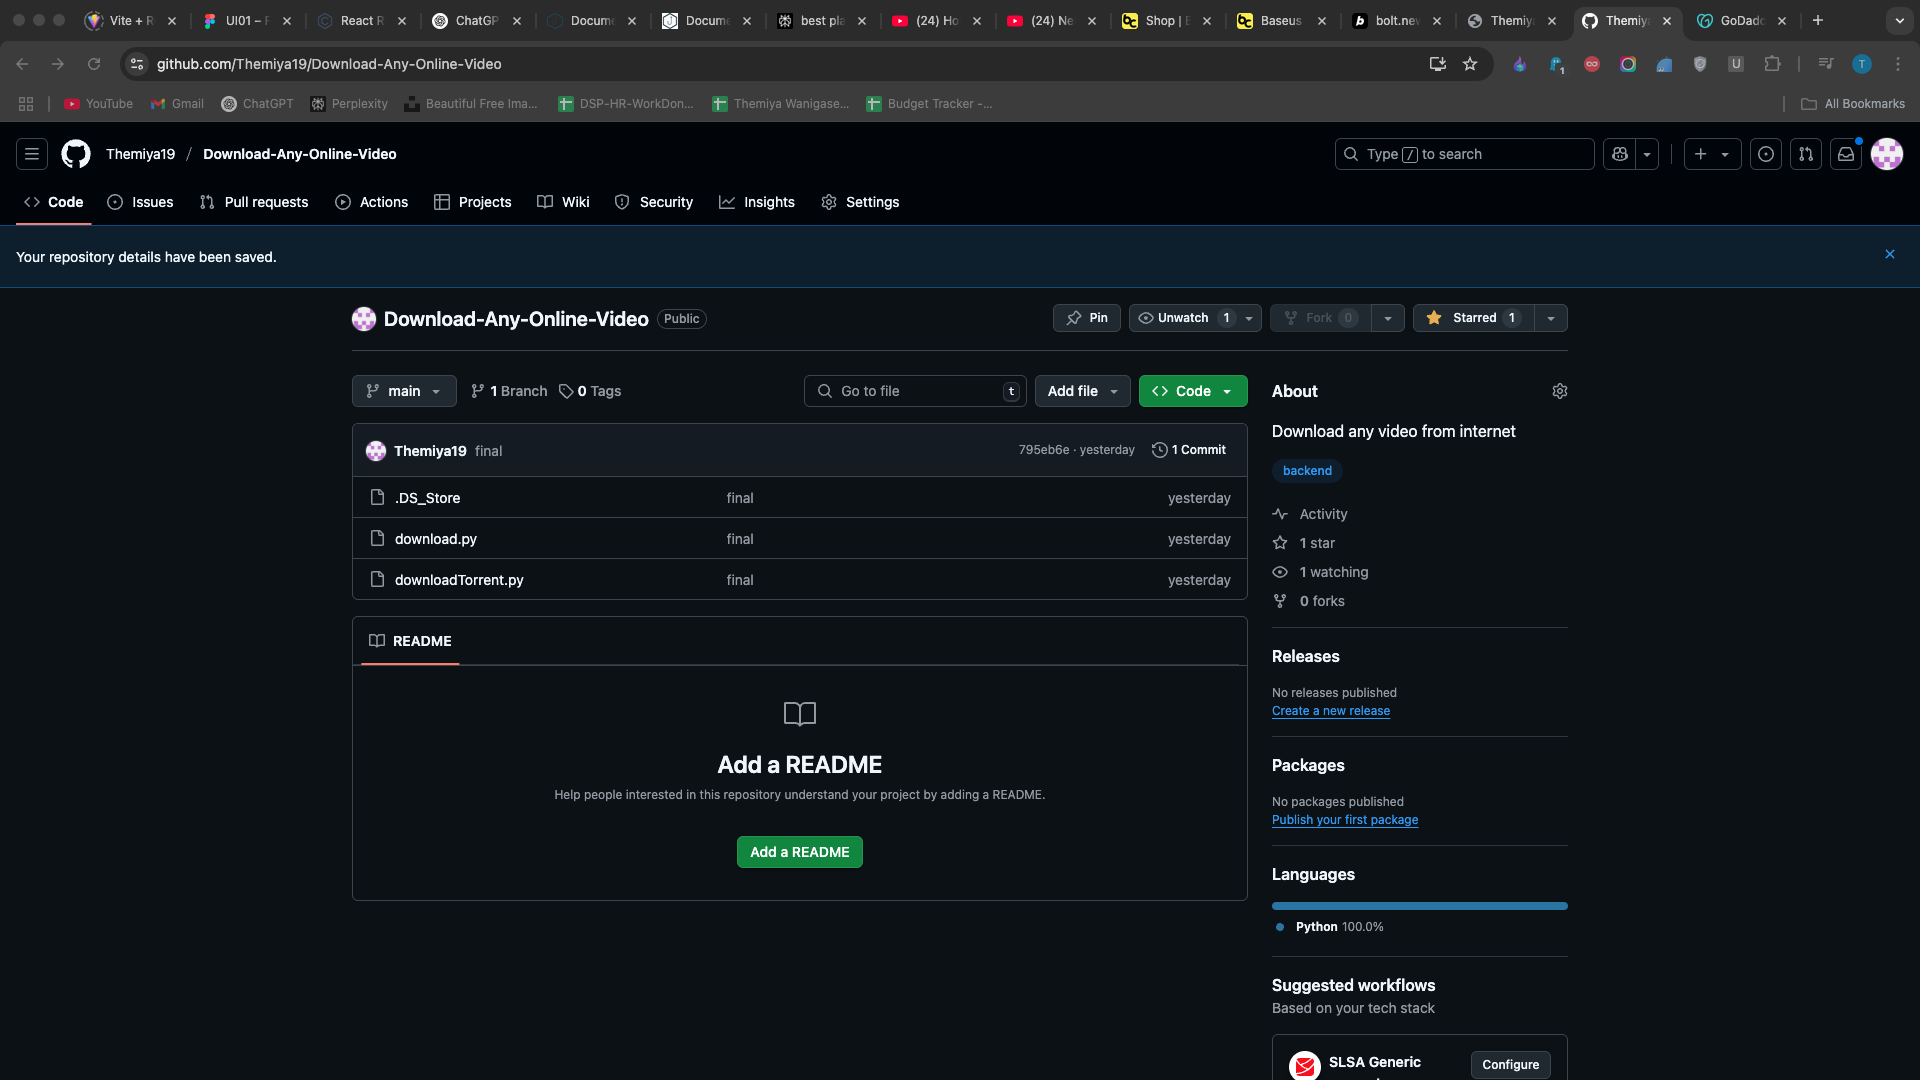 Vite + R
UI01 – F
React R
ChatGP
Docume
Docume
best pla
(24) Ho
(24) Ne
Shop | E
Baseus
bolt.new
Themiya
Themiya
GoDadd
github.com/Themiya19/Download-Any-Online-Video
YouTube
Gmail
ChatGPT
Perplexity
Beautiful Free Ima...
DSP-HR-WorkDon...
Themiya Wanigase...
Budget Tracker -...
All Bookmarks
Themiya19 / Download-Any-Online-Video
Type / to search
Code
Issues
Pull requests
Actions
Projects
Wiki
Security
Insights
Settings
Your repository details have been saved.
Download-Any-Online-Video Public
Pin
Unwatch 1
Fork 0
Starred 1
main
1 Branch
0 Tags
Go to file t
Add file
Code
Themiya19 final 795eb6e · yesterday 1 Commit
.DS_Store final yesterday
download.py final yesterday
downloadTorrent.py final yesterday
README
Add a README
Help people interested in this repository understand your project by adding a README.
Add a README
About
Download any video from internet
backend
Activity
1 star
1 watching
0 forks
Releases
No releases published
Create a new release
Packages
No packages published
Publish your first package
Languages
Python 100.0%
Suggested workflows
Based on your tech stack
SLSA Generic
Configure